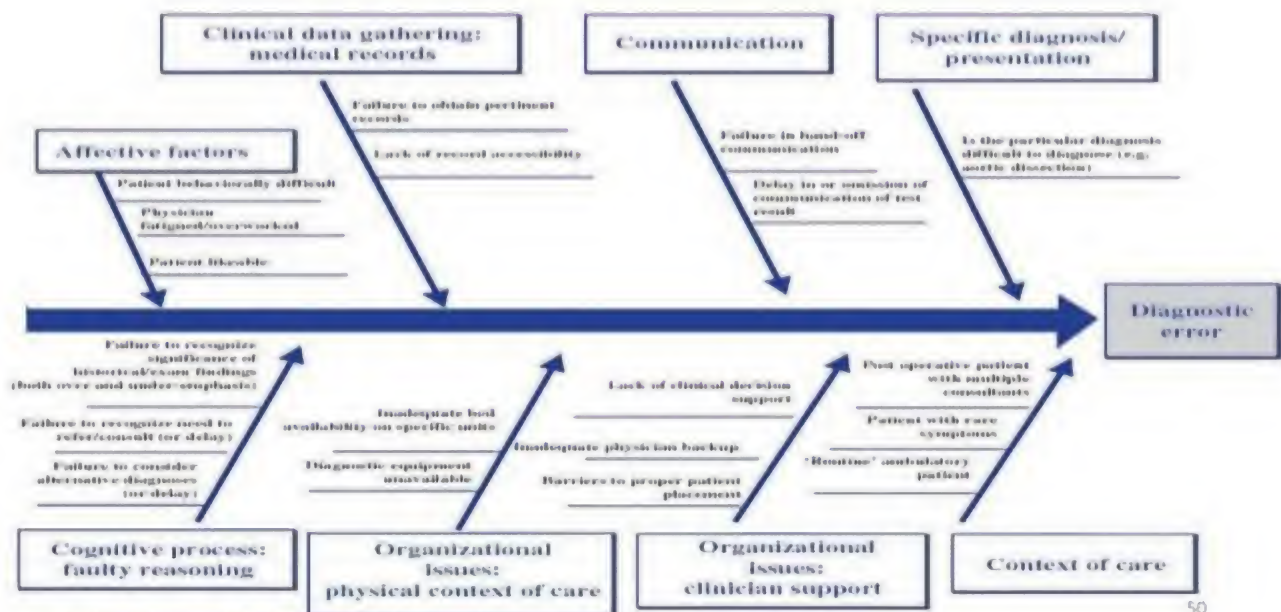 Clinical data gathering:
medical records
Communication
Specific diagnosis/
presentation
Failure to obtain pertinent
records
Lack of record accessibility
Failure in hand-off
communication
Delay in or omission of
communication of test
result
Is the particular diagnosis
difficult to diagnose (e.g.
aortic dissection)
Affective factors
Patient behaviorally difficult
Physician
fatigued/overworked
Patient likeable
Diagnostic
error
Failure to recognize
significance of
historical/exam findings
(both over and under-emphasis)
Failure to recognize need to
refer/consult (or delay)
Failure to consider
alternative diagnoses
(or delay)
Inadequate bed
availability on specific units
Diagnostic equipment
unavailable
Lack of clinical decision
support
Inadequate physician backup
Barriers to proper patient
placement
Post operative patient
with multiple
consultants
Patient with
symptoms
'Routine' ambulatory
patient
Cognitive process:
faulty reasoning
Organizational
issues:
physical context of care
Organizational
issues:
clinician support
Context of care
50